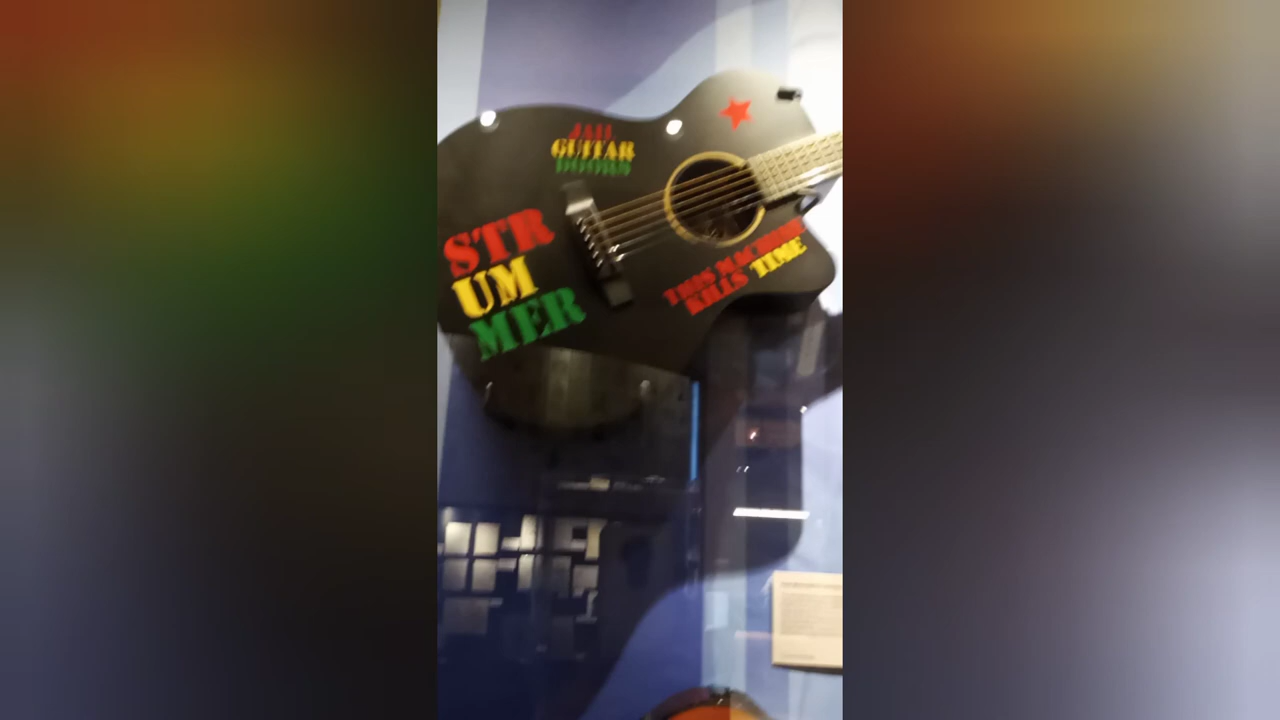 JAIL
GUITAR
DOORS
STR
UM
MER
THIS MACHINE
KILLS TIME